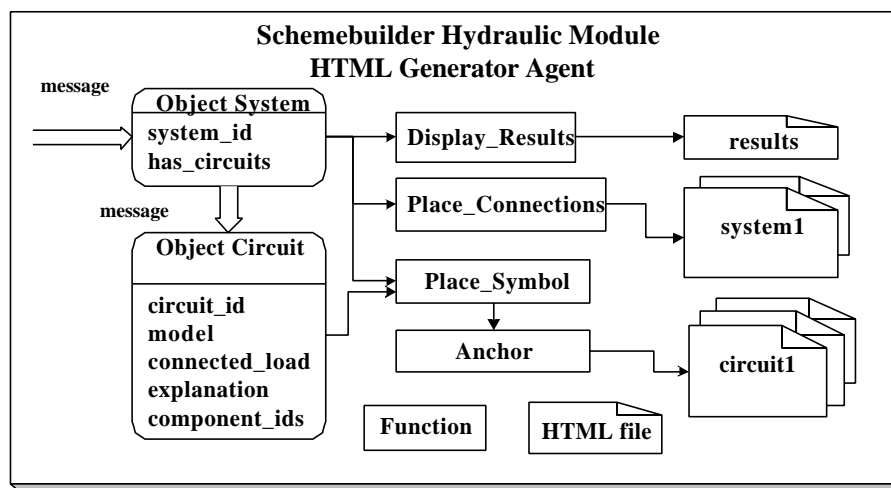 Schemebuilder Hydraulic Module
HTML Generator Agent
message
Object System
system_id
has_circuits
Display_Results
results
message
Place_Connections
system1
Object Circuit
circuit_id
model
connected_load
explanation
component_ids
Place_Symbol
Anchor
circuit1
Function
HTML file